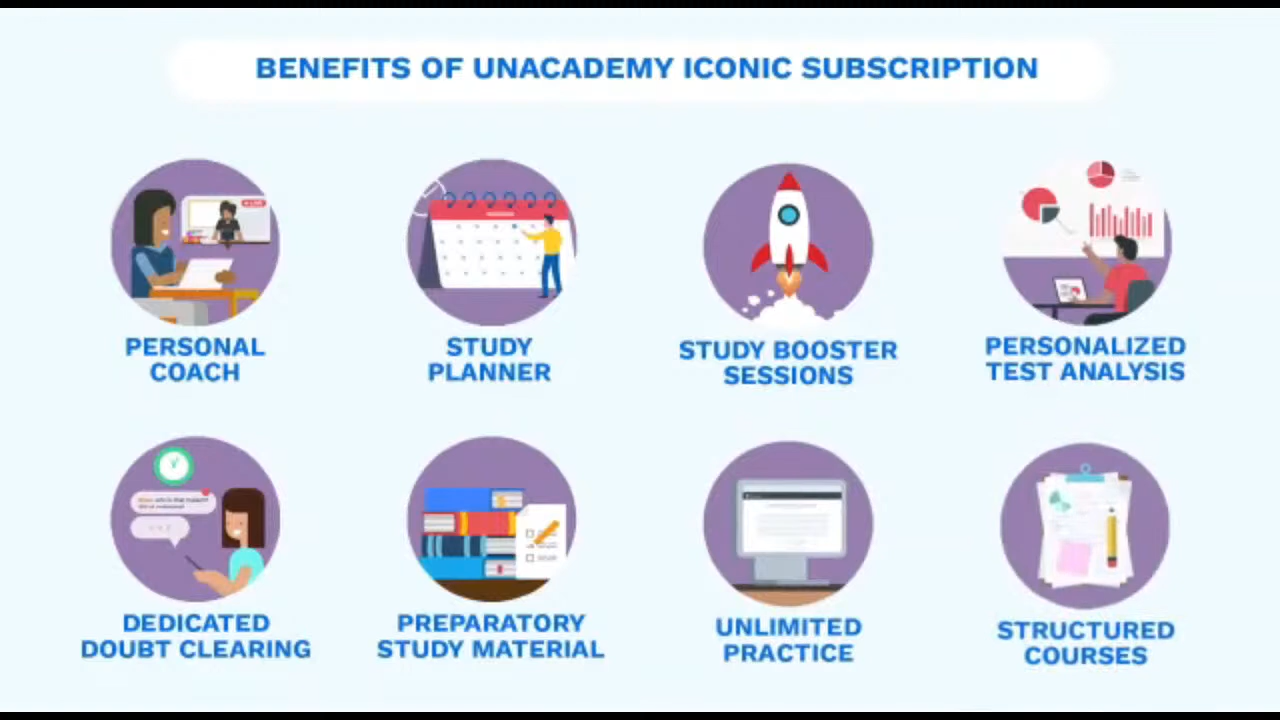 BENEFITS OF UNACADEMY ICONIC SUBSCRIPTION
LIVE
PERSONAL
COACH
STUDY
PLANNER
STUDY BOOSTER
SESSIONS
PERSONALIZED
TEST ANALYSIS
DEDICATED
DOUBT CLEARING
PREPARATORY
STUDY MATERIAL
UNLIMITED
PRACTICE
STRUCTURED
COURSES